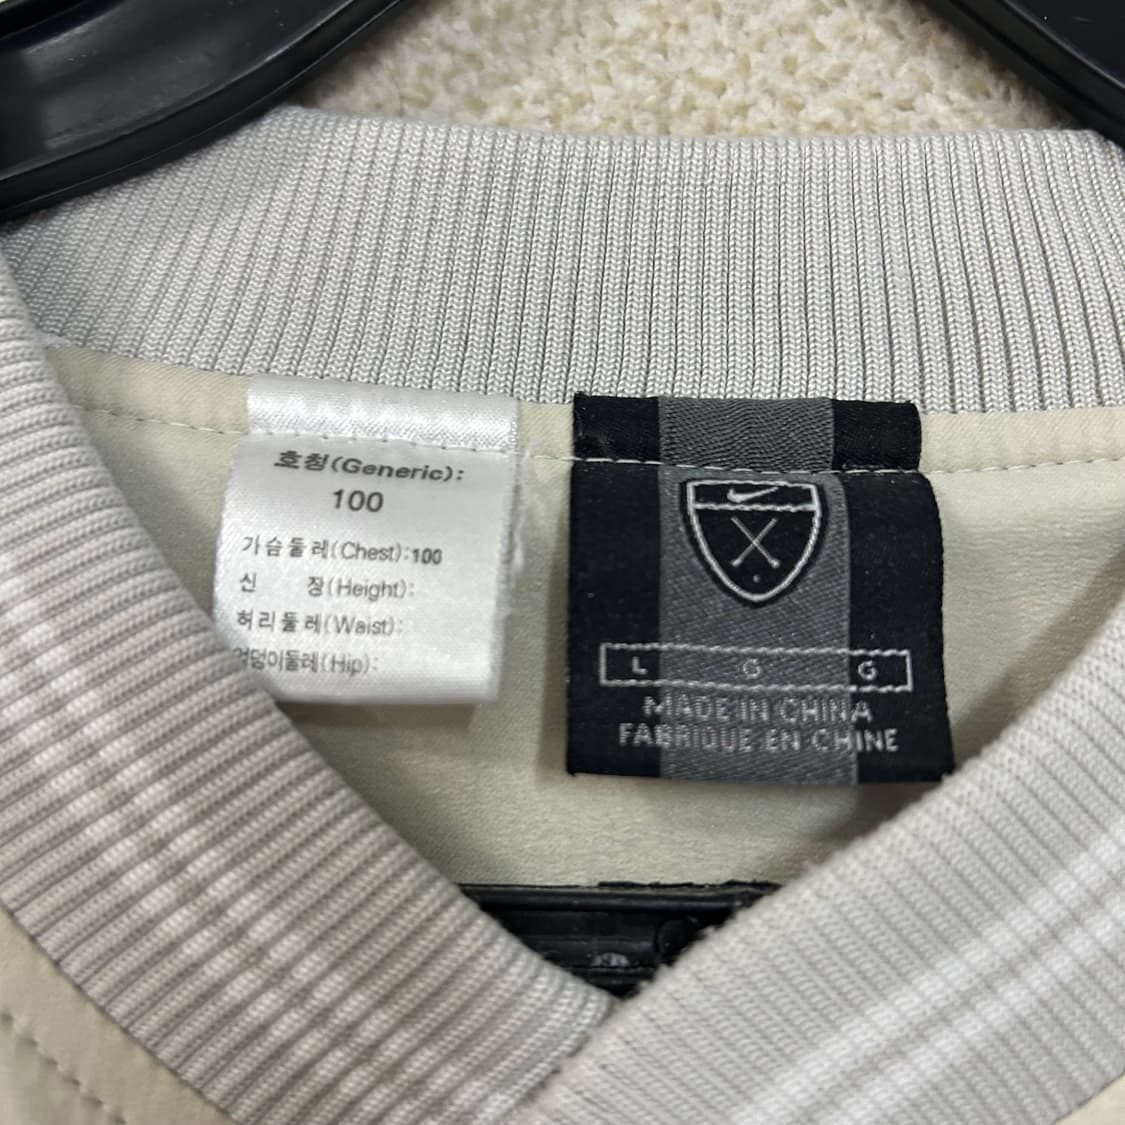 호칭(Generic):
100
가슴둘레(Chest):100
신 장(Height):
허리둘레(Waist):
엉덩이둘레(Hip):
L G G
MADE IN CHINA
FABRIQUE EN CHINE